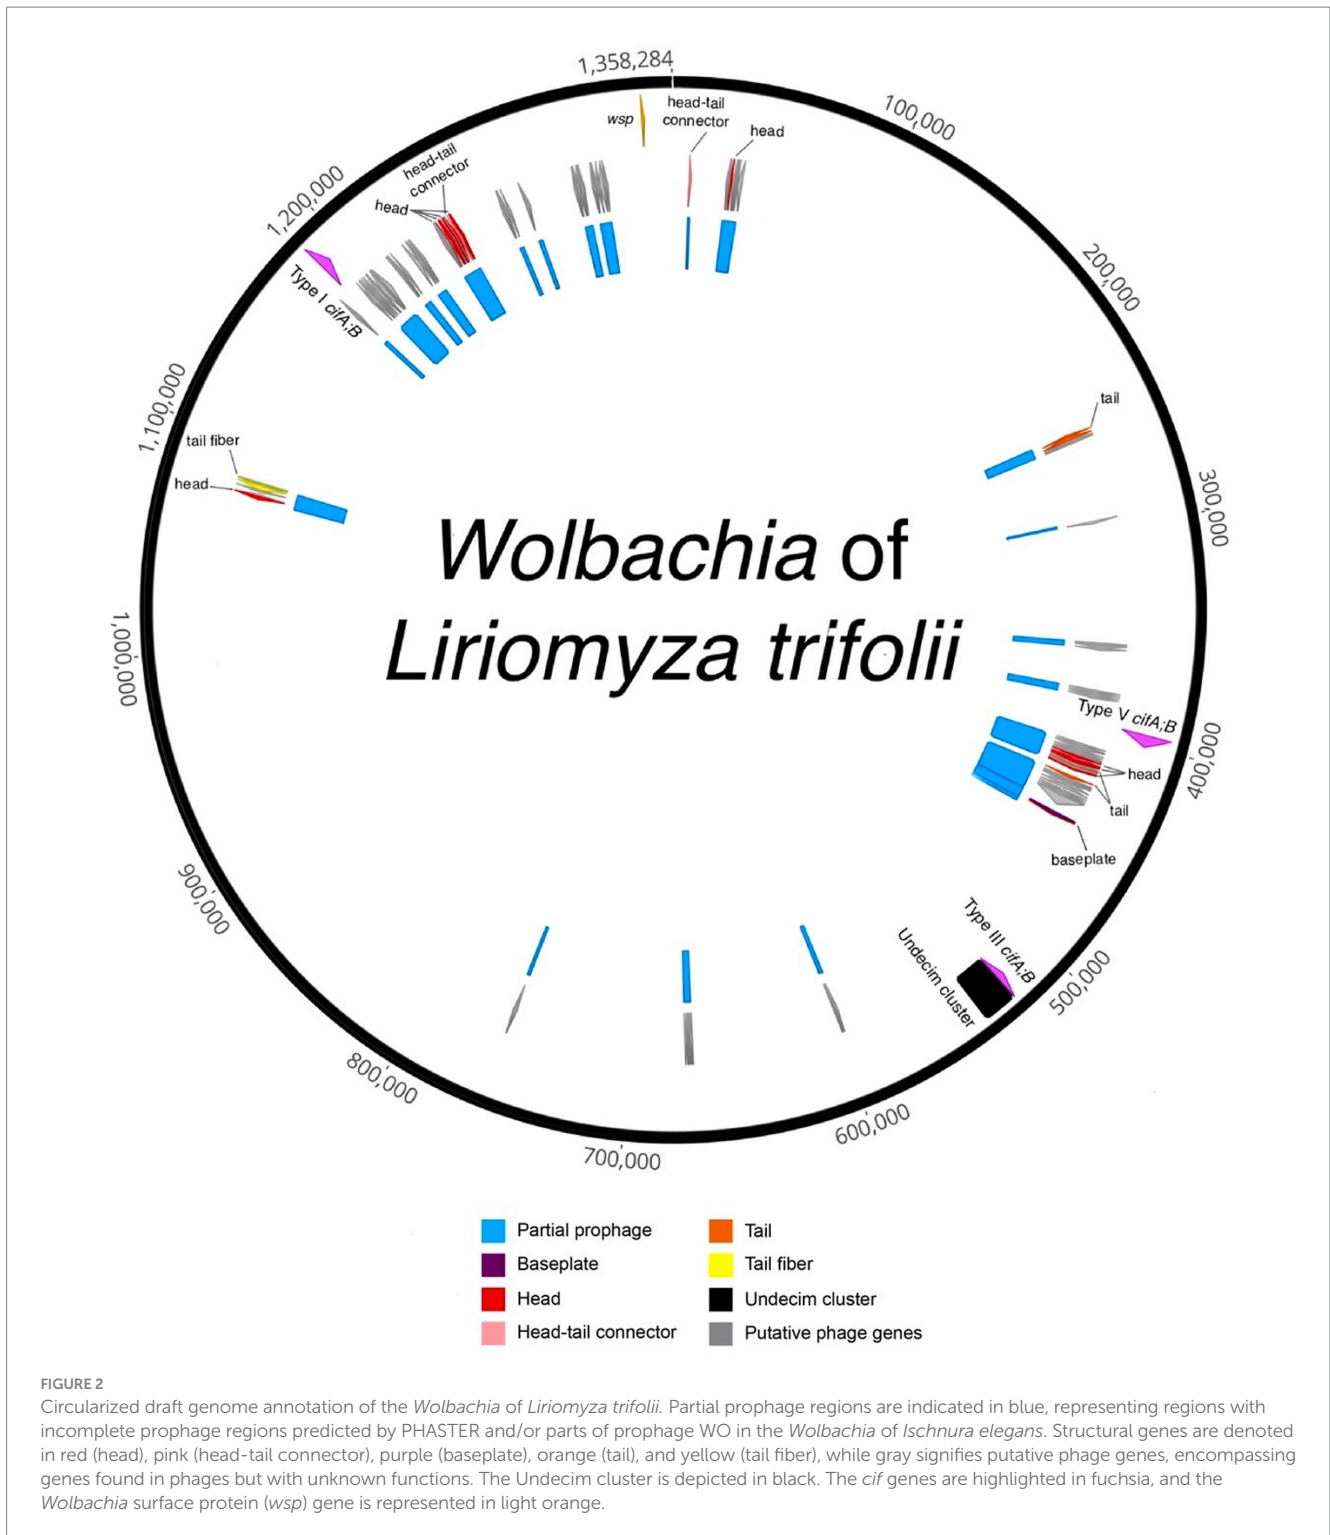 1,358,284
100,000
200,000
300,000
400,000
500,000
600,000
700,000
800,000
900,000
1,000,000
1,100,000
1,200,000
wsp
head-tail
connector
head
tail
Type V cifA;B
head
tail
baseplate
Type III cifA;B
Undecim cluster
head
tail fiber
Type I cifA;B
head
head-tail
connector
Wolbachia of
Liriomyza trifolii
Partial prophage
Baseplate
Head
Head-tail connector
Tail
Tail fiber
Undecim cluster
Putative phage genes
FIGURE 2
Circularized draft genome annotation of the Wolbachia of Liriomyza trifolii. Partial prophage regions are indicated in blue, representing regions with
incomplete prophage regions predicted by PHASTER and/or parts of prophage WO in the Wolbachia of Ischnura elegans. Structural genes are denoted
in red (head), pink (head-tail connector), purple (baseplate), orange (tail), and yellow (tail fiber), while gray signifies putative phage genes, encompassing
genes found in phages but with unknown functions. The Undecim cluster is depicted in black. The cif genes are highlighted in fuchsia, and the
Wolbachia surface protein (wsp) gene is represented in light orange.